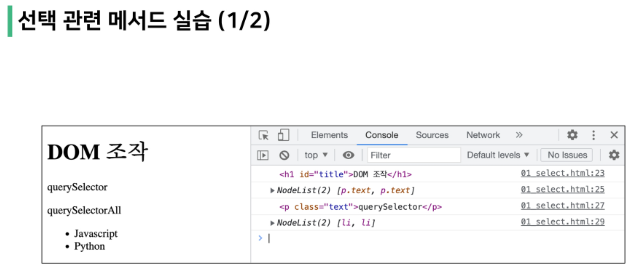 선택 관련 메서드 실습 (1/2)
DOM 조작
querySelector
querySelectorAll
• Javascript
• Python
Elements Console Sources Network »
top ▼ Filter Default levels ▼ No Issues
<h1 id="title">DOM 조작</h1> 01_select.html:23
▶ NodeList(2) [p.text, p.text] 01_select.html:25
<p class="text">querySelector</p> 01_select.html:27
▶ NodeList(2) [li, li] 01_select.html:29
>